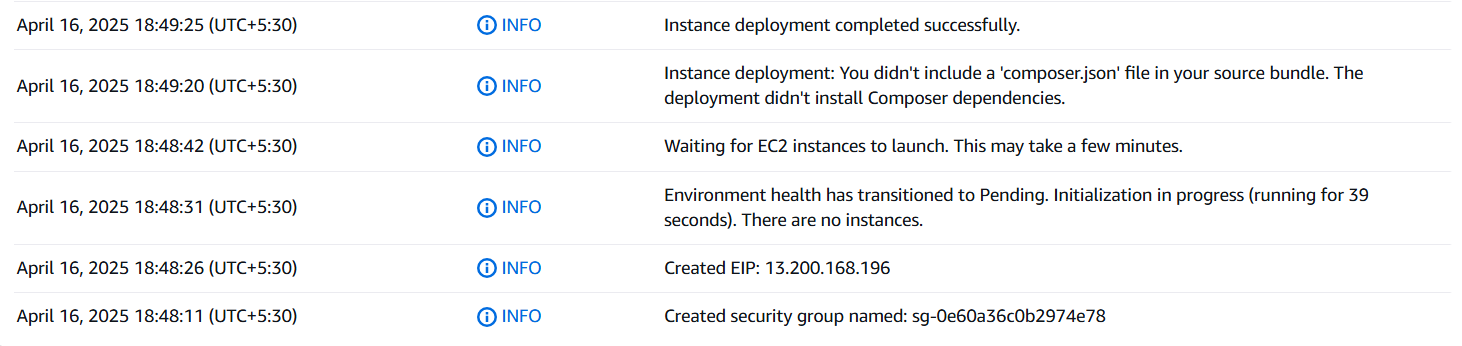 April 16, 2025 18:49:25 (UTC+5:30) INFO Instance deployment completed successfully.
April 16, 2025 18:49:20 (UTC+5:30) INFO Instance deployment: You didn't include a 'composer.json' file in your source bundle. The
deployment didn't install Composer dependencies.
April 16, 2025 18:48:42 (UTC+5:30) INFO Waiting for EC2 instances to launch. This may take a few minutes.
April 16, 2025 18:48:31 (UTC+5:30) INFO Environment health has transitioned to Pending. Initialization in progress (running for 39
seconds). There are no instances.
April 16, 2025 18:48:26 (UTC+5:30) INFO Created EIP: 13.200.168.196
April 16, 2025 18:48:11 (UTC+5:30) INFO Created security group named: sg-0e60a36c0b2974e78